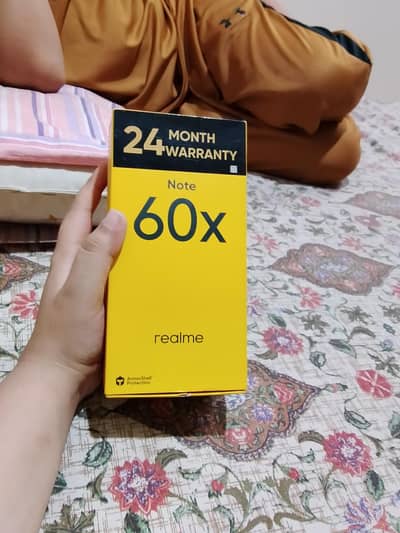 24 MONTH
WARRANTY
Note
60x
realme
ArmorShell
Protection